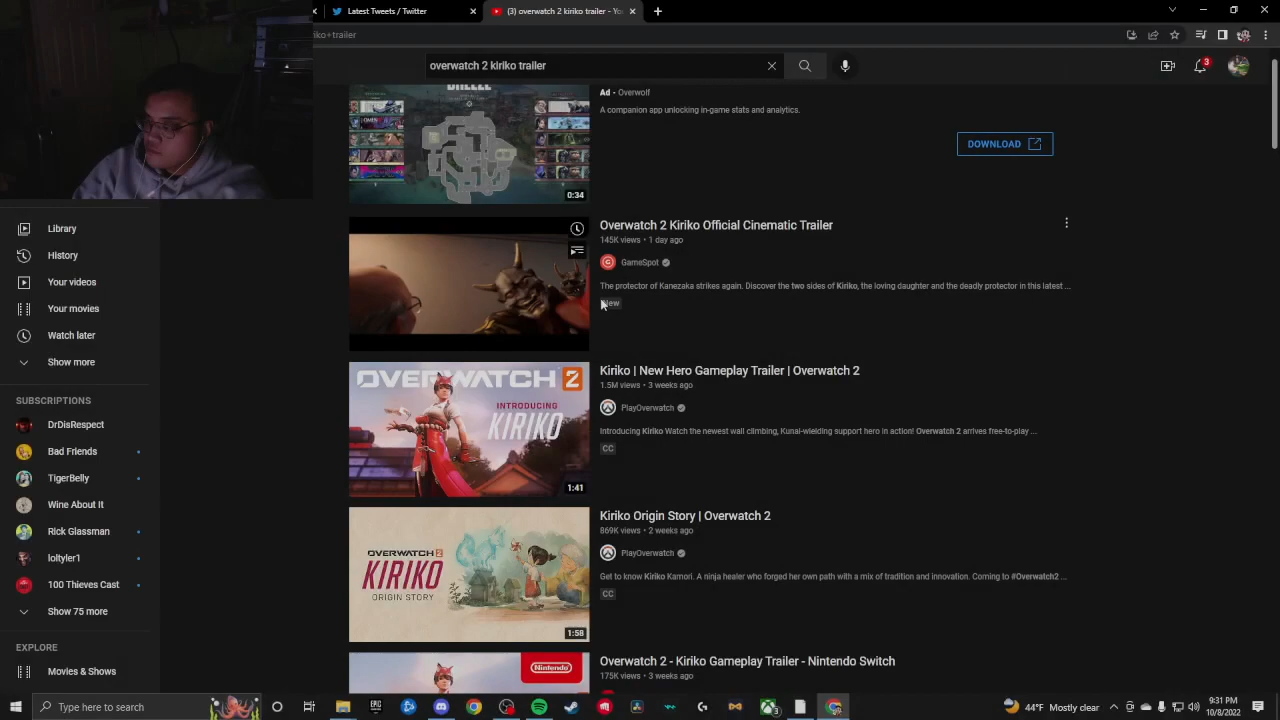 Latest Tweets / Twitter
(3) overwatch 2 kiriko trailer - Yo
iko+trailer
overwatch 2 kiriko trailer
3
Ad - Overwolf
A companion app unlocking in-game stats and analytics.
DOWNLOAD
0:34
Overwatch 2 Kiriko Official Cinematic Trailer
145K views • 1 day ago
GameSpot
The protector of Kanezaka strikes again. Discover the two sides of Kiriko, the loving daughter and the deadly protector in this latest ...
New
OVERWATCH 2
INTRODUCING
KIRIKO
1:41
Kiriko | New Hero Gameplay Trailer | Overwatch 2
1.5M views • 3 weeks ago
PlayOverwatch
Introducing Kiriko Watch the newest wall climbing, Kunai-wielding support hero in action! Overwatch 2 arrives free-to-play ...
CC
OVERWATCH 2
KIRIKO
ORIGIN STORY
1:58
Kiriko Origin Story | Overwatch 2
869K views • 2 weeks ago
PlayOverwatch
Get to know Kiriko Kamori. A ninja healer who forged her own path with a mix of tradition and innovation. Coming to #Overwatch2 ...
CC
Nintendo
Overwatch 2 - Kiriko Gameplay Trailer - Nintendo Switch
175K views • 3 weeks ago
Library
History
Your videos
Your movies
Watch later
Show more
SUBSCRIPTIONS
DrDisRespect
Bad Friends
TigerBelly
Wine About It
Rick Glassman
loltyler1
100 Thieves Cast
Show 75 more
EXPLORE
Movies & Shows
Type here to search
EPIC
44°F Mostly clear
9:31 PM
10/8/2022